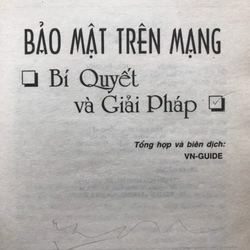 BẢO MẬT TRÊN MẠNG
Bí Quyết
và Giải Pháp
Tổng hợp và biên dịch:
VN-GUIDE